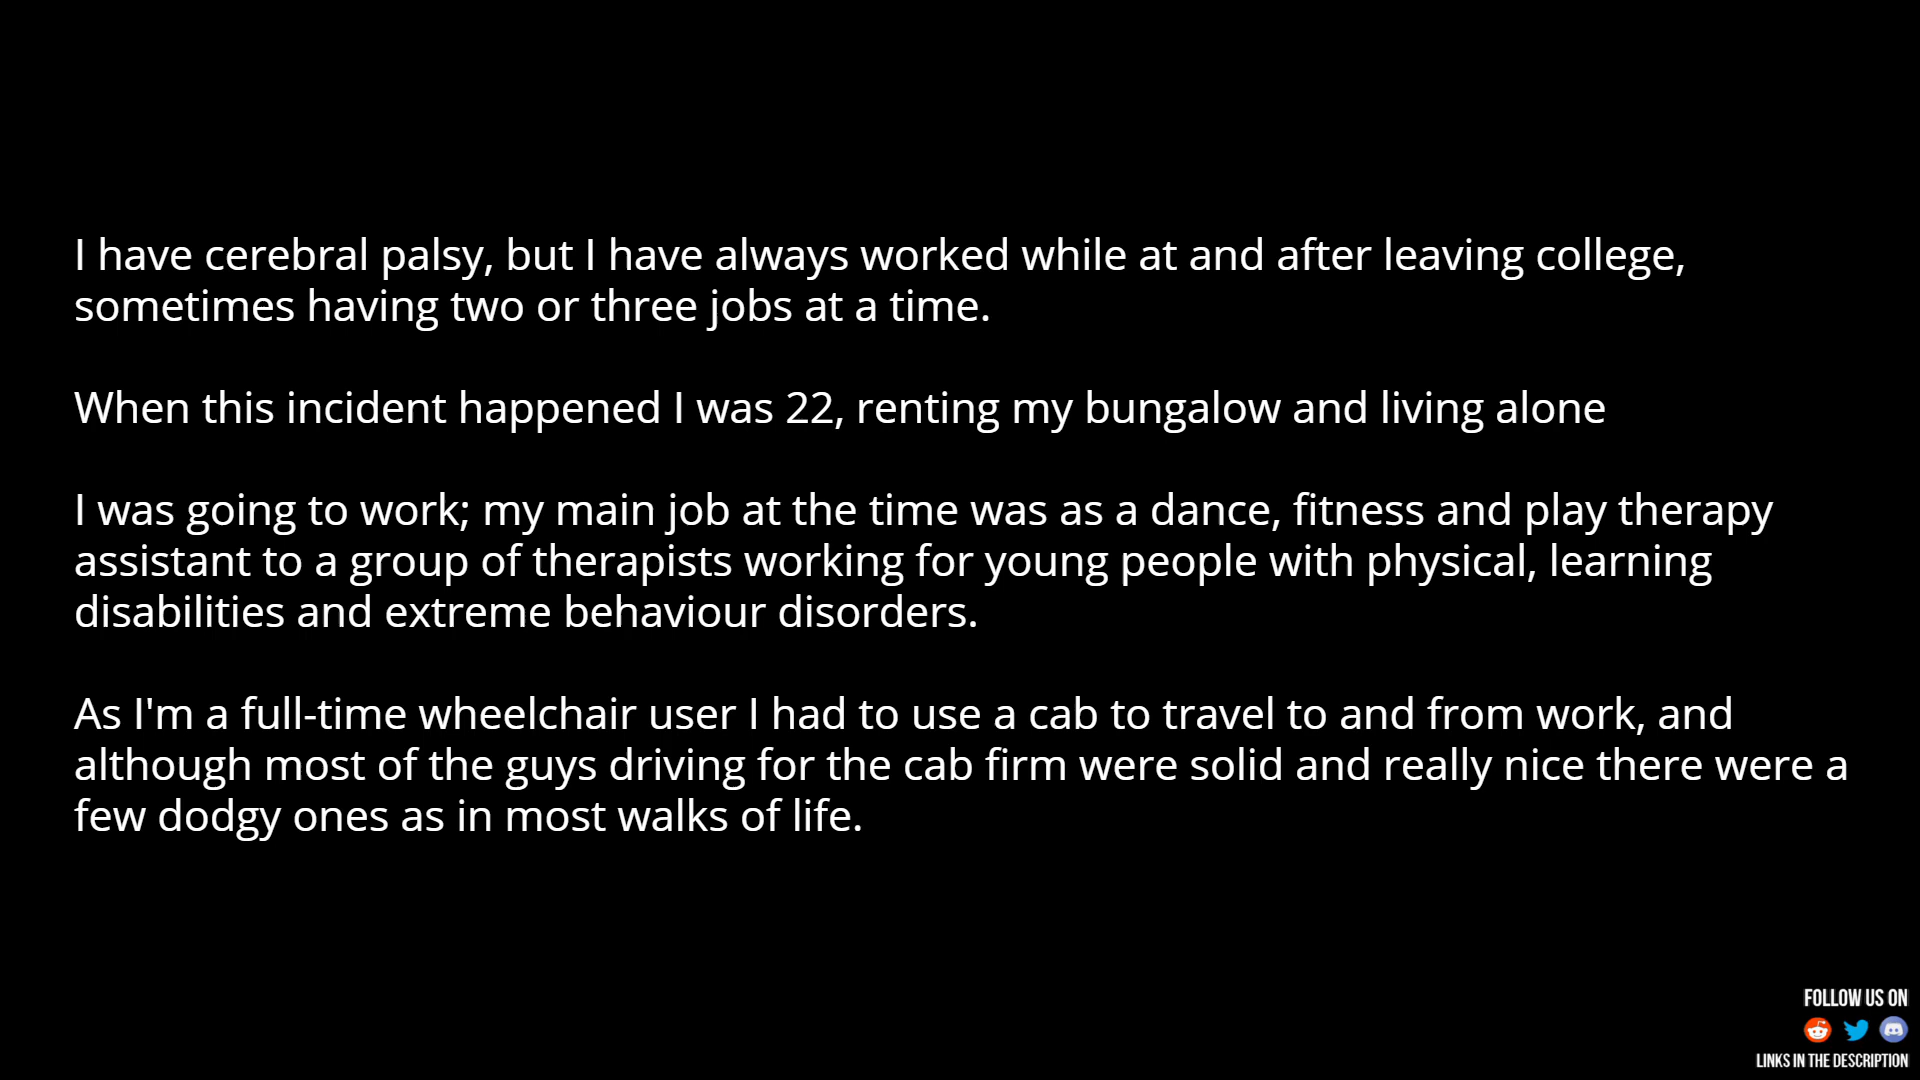 I have cerebral palsy, but I have always worked while at and after leaving college,
sometimes having two or three jobs at a time.
When this incident happened I was 22, renting my bungalow and living alone
I was going to work; my main job at the time was as a dance, fitness and play therapy
assistant to a group of therapists working for young people with physical, learning
disabilities and extreme behaviour disorders.
As I'm a full-time wheelchair user I had to use a cab to travel to and from work, and
although most of the guys driving for the cab firm were solid and really nice there were a
few dodgy ones as in most walks of life.
FOLLOW US ON
LINKS IN THE DESCRIPTION